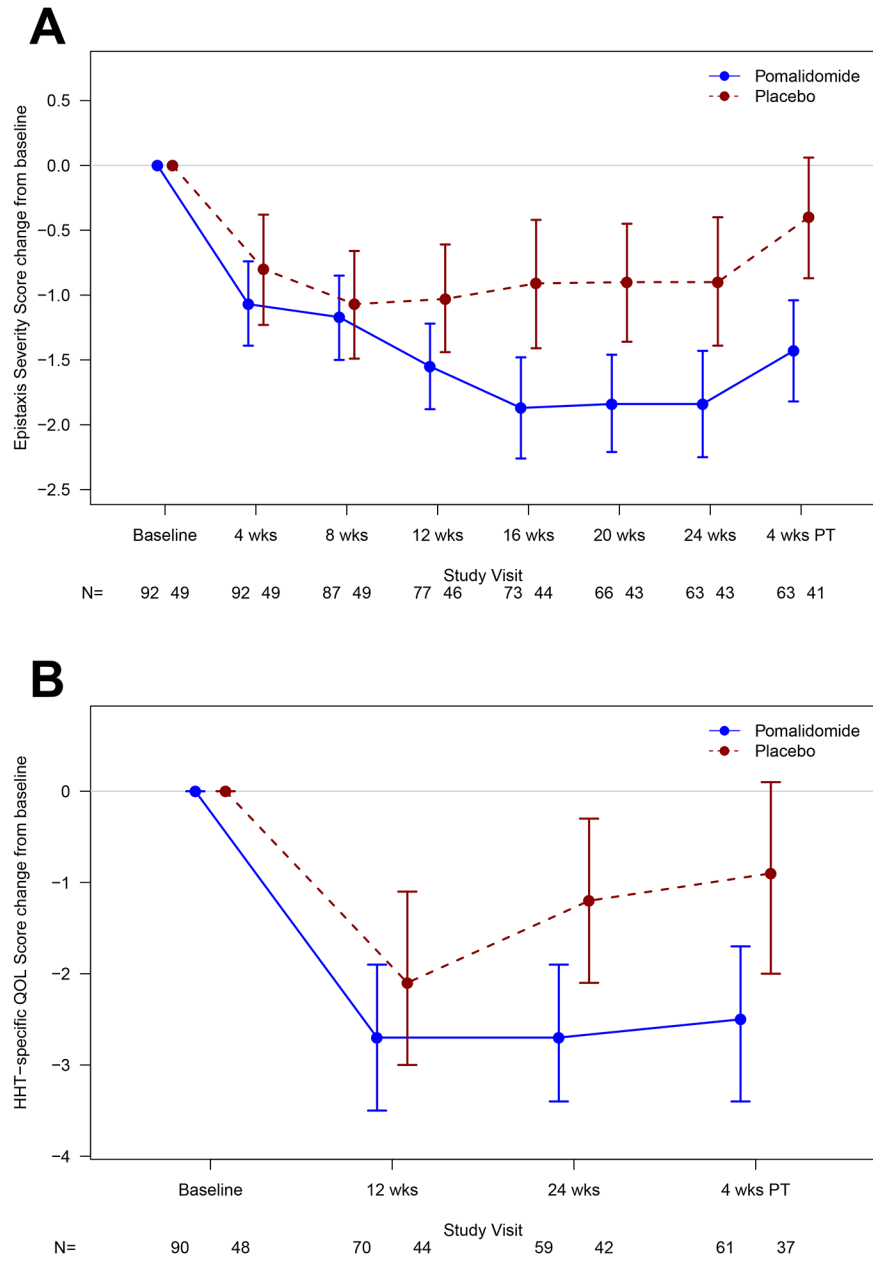 A
Pomalidomide
Placebo
Epistaxis Severity Score change from baseline
0.5
0.0
−0.5
−1.0
−1.5
−2.0
−2.5
Baseline 4 wks 8 wks 12 wks 16 wks 20 wks 24 wks 4 wks PT
Study Visit
N= 92 49 92 49 87 49 77 46 73 44 66 43 63 43 63 41
B
Pomalidomide
Placebo
HHT−specific QOL Score change from baseline
0
−1
−2
−3
−4
Baseline 12 wks 24 wks 4 wks PT
Study Visit
N= 90 48 70 44 59 42 61 37